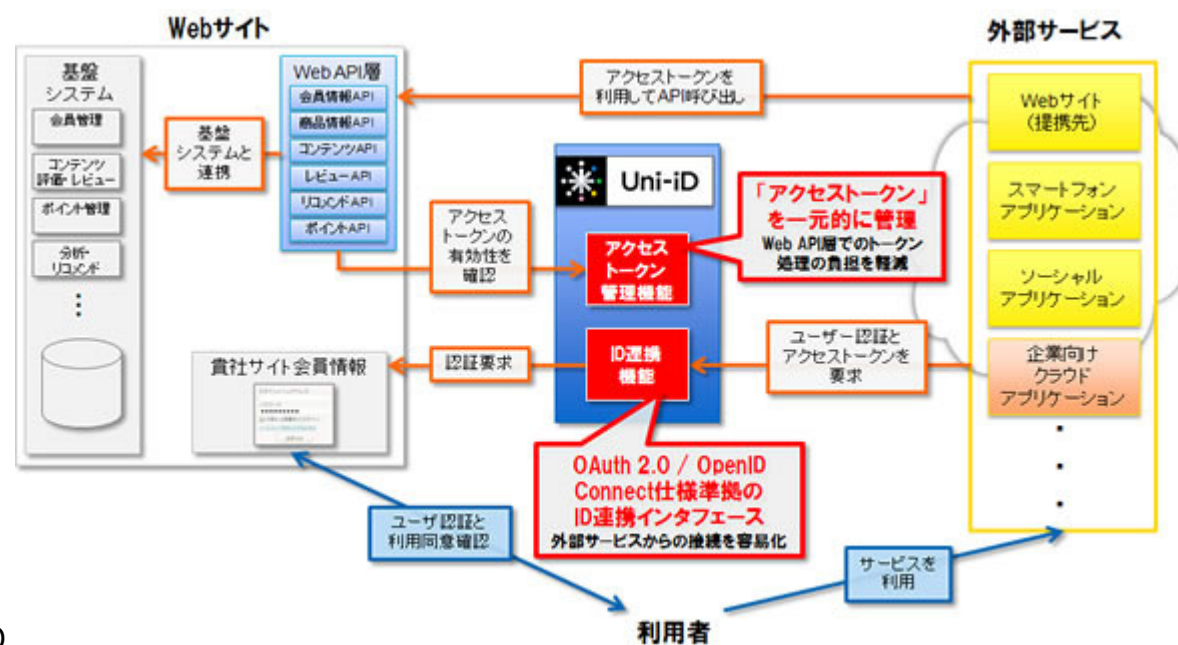 Webサイト
外部サービス
基盤
システム
会員管理
コンテンツ
評価・レビュー
ポイント管理
分析・
リコメンド
基盤
システムと
連携
Web API層
会員情報API
商品情報API
コンテンツAPI
レビューAPI
リコメンドAPI
ポイントAPI
アクセストークンを
利用してAPI呼び出し
アクセス
トークンの
有効性を
確認
Uni-iD
アクセス
トークン
管理機能
「アクセストークン」
を一元的に管理
Web API層でのトークン
処理の負担を軽減
Webサイト
(提携先)
スマートフォン
アプリケーション
ソーシャル
アプリケーション
企業向け
クラウド
アプリケーション
貴社サイト会員情報
認証要求
ID連携
機能
ユーザー認証と
アクセストークンを
要求
OAuth 2.0 / OpenID
Connect仕様準拠の
ID連携インタフェース
外部サービスからの接続を容易化
ユーザ認証と
利用同意確認
サービスを
利用
利用者